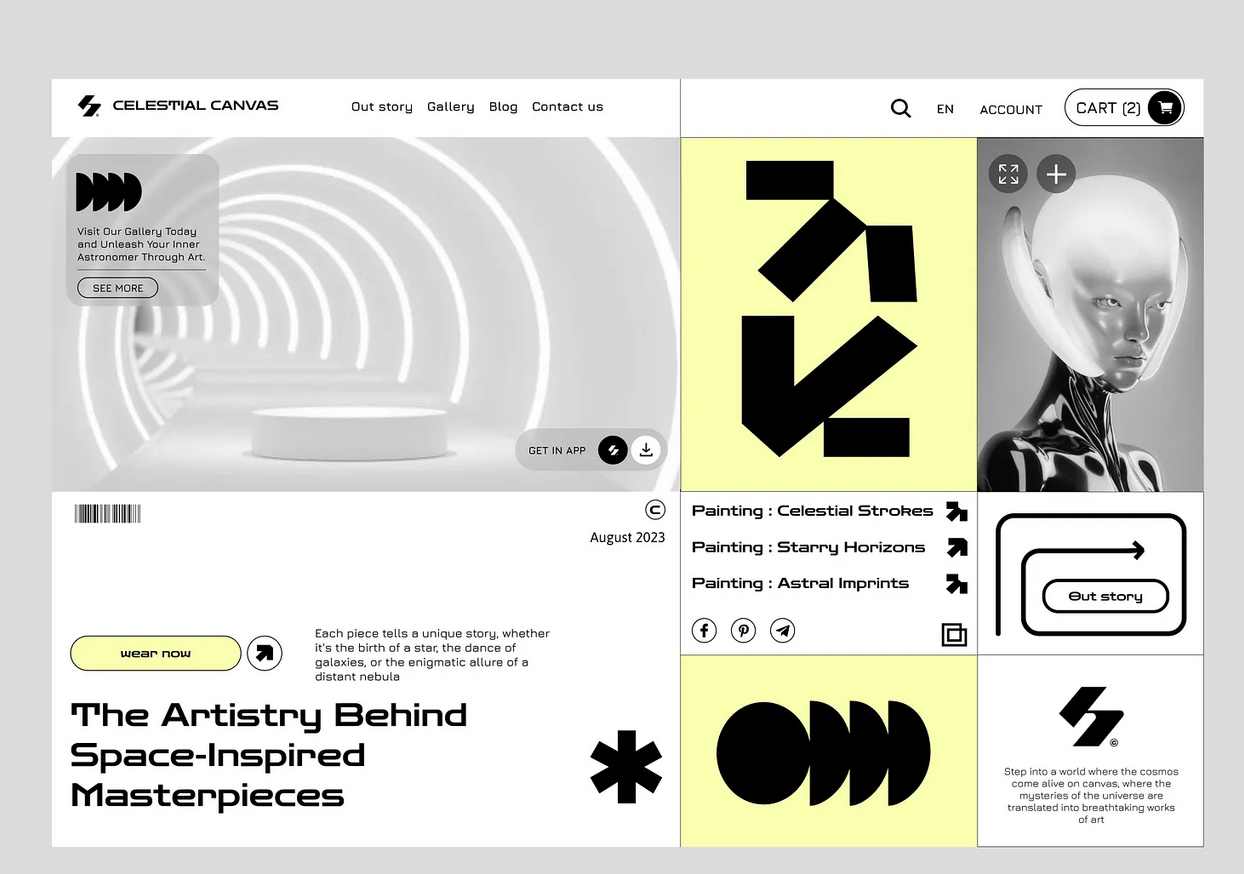 CELESTIAL CANVAS
Out story Gallery Blog Contact us
EN ACCOUNT CART (2)
Visit Our Gallery Today
and Unleash Your Inner
Astronomer Through Art.
SEE MORE
GET IN APP
©
August 2023
wear now
Each piece tells a unique story, whether
it's the birth of a star, the dance of
galaxies, or the enigmatic allure of a
distant nebula
The Artistry Behind
Space-Inspired
Masterpieces
Painting : Celestial Strokes
Painting : Starry Horizons
Painting : Astral Imprints
Out story
©
Step into a world where the cosmos
come alive on canvas, where the
mysteries of the universe are
translated into breathtaking works
of art